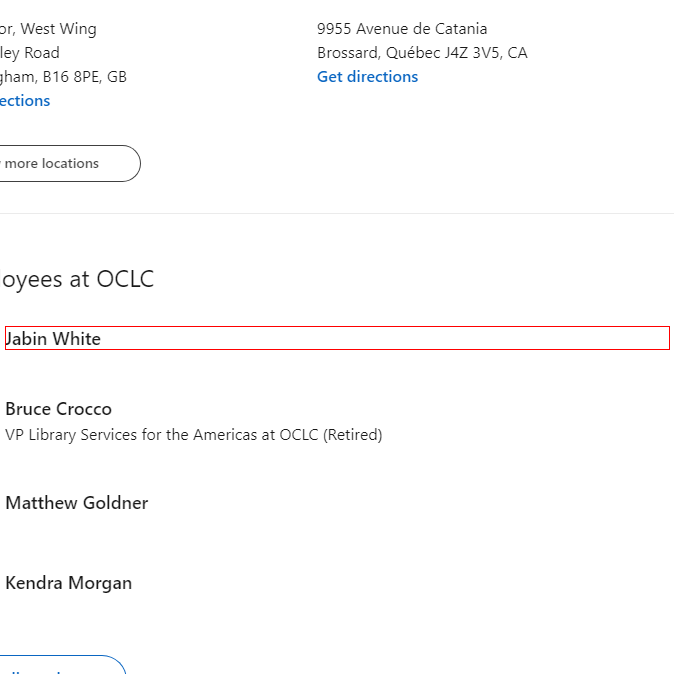 or, West Wing
ley Road
gham, B16 8PE, GB
ections
9955 Avenue de Catania
Brossard, Québec J4Z 3V5, CA
Get directions
more locations
oyees at OCLC
Jabin White
Bruce Crocco
VP Library Services for the Americas at OCLC (Retired)
Matthew Goldner
Kendra Morgan